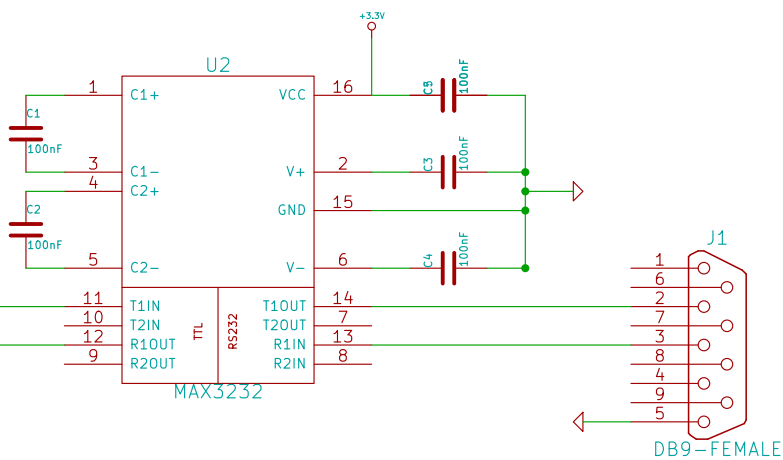 +3.3V
U2
1 C1+ VCC 16
C1
100nF
3 C1- V+ 2
4 C2+
GND 15
C2
100nF
5 C2- V- 6
11 T1IN T1OUT 14
10 T2IN T2OUT 7
12 R1OUT R1IN 13
9 R2OUT R2IN 8
TTL
RS232
MAX3232
100nF
C3
100nF
C4
100nF
J1
1
6
2
7
3
8
4
9
5
DB9-FEMALE